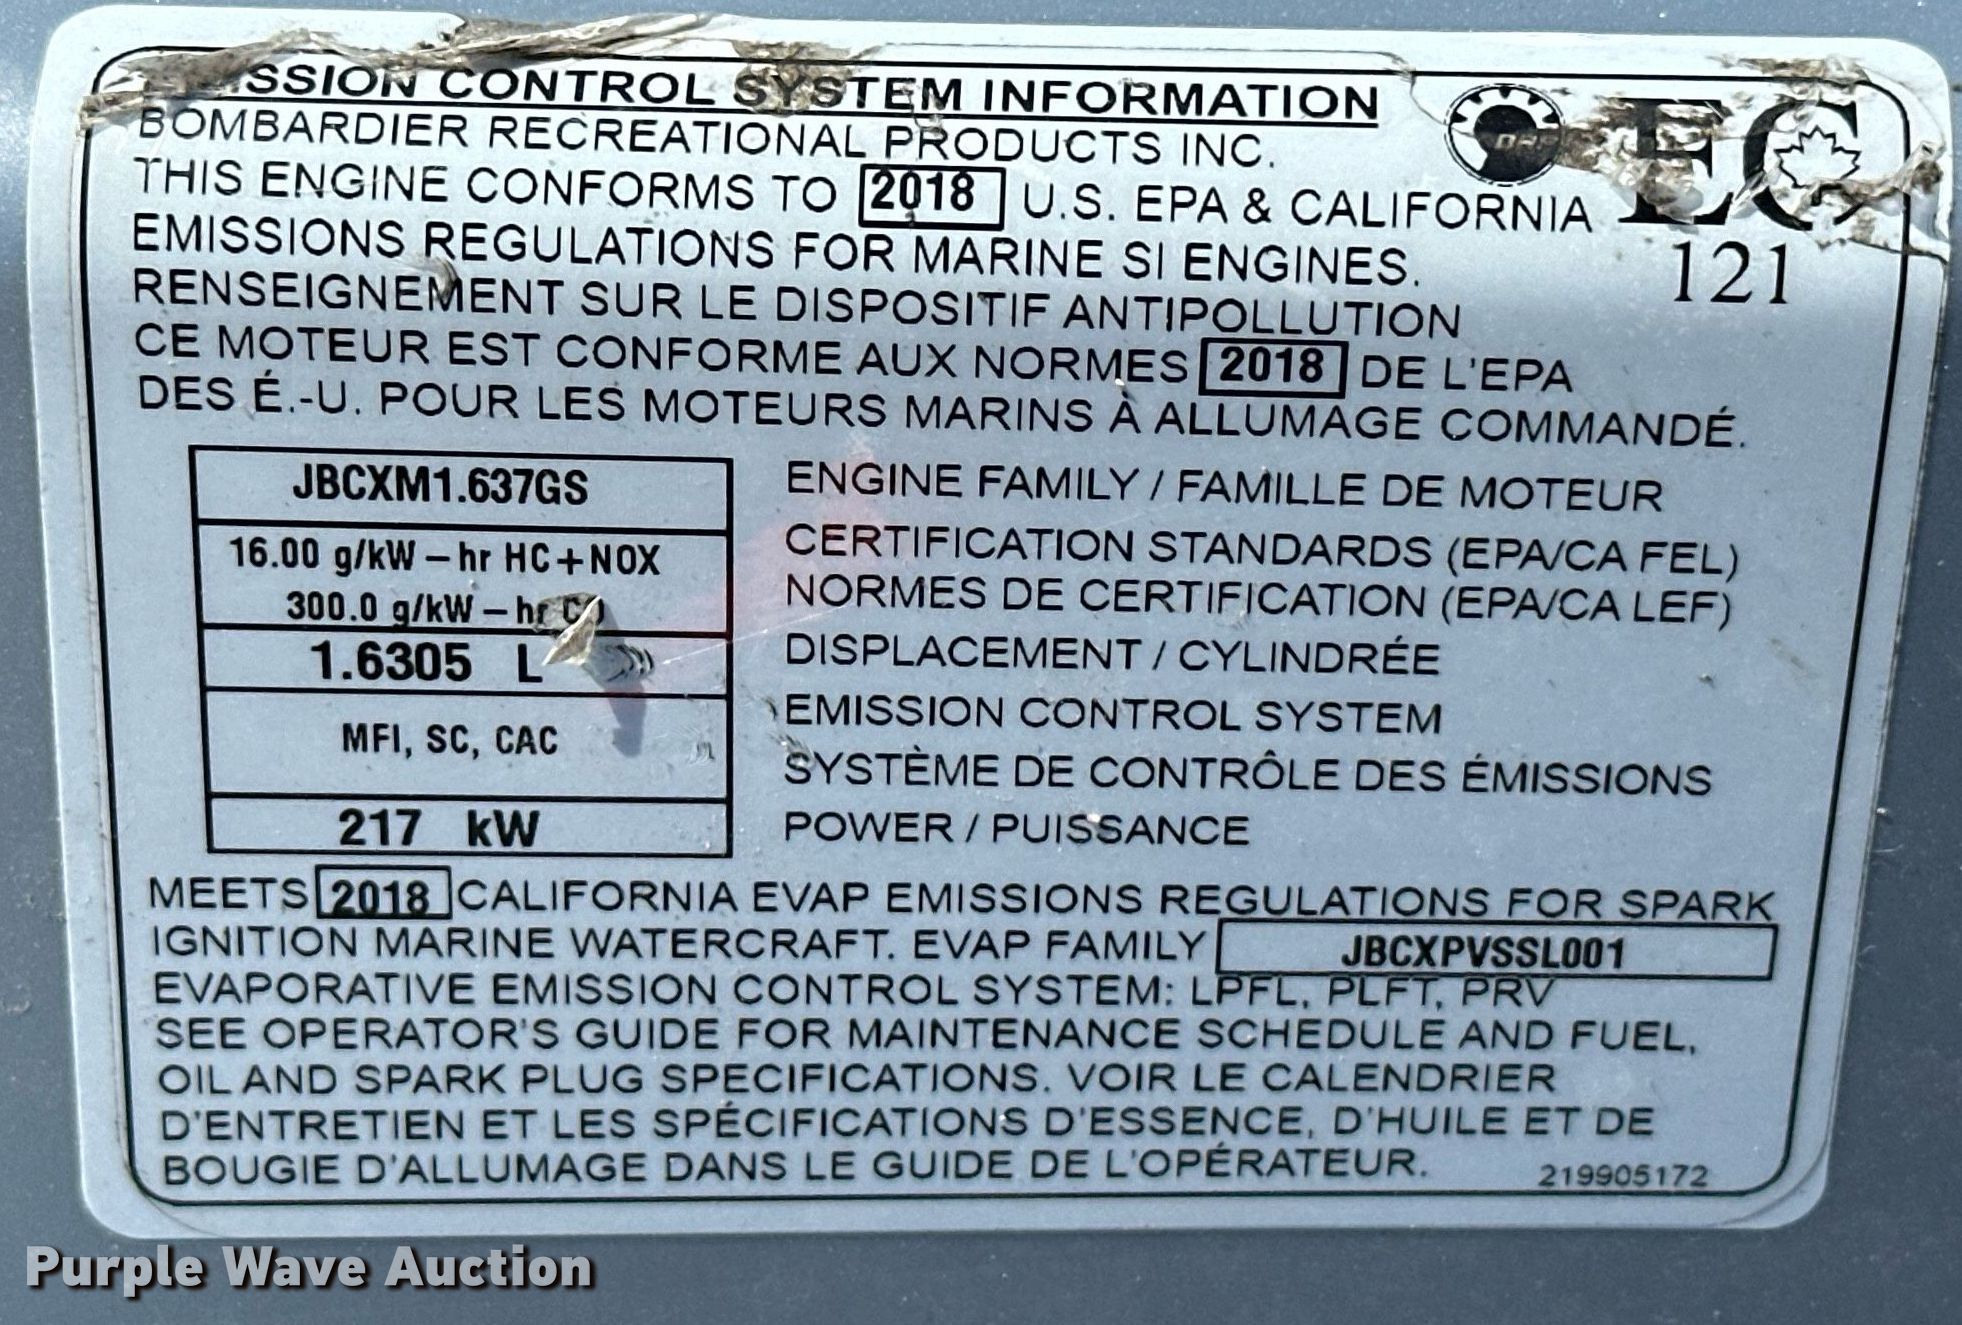 SSION CONTROL SYSTEM INFORMATION
BOMBARDIER RECREATIONAL PRODUCTS INC.
BRP EC
THIS ENGINE CONFORMS TO 2018 U.S. EPA & CALIFORNIA
EMISSIONS REGULATIONS FOR MARINE SI ENGINES.
121
RENSEIGNEMENT SUR LE DISPOSITIF ANTIPOLLUTION
CE MOTEUR EST CONFORME AUX NORMES 2018 DE L'EPA
DES É.-U. POUR LES MOTEURS MARINS À ALLUMAGE COMMANDÉ.
JBCXM1.637GS ENGINE FAMILY / FAMILLE DE MOTEUR
16.00 g/kW – hr HC+NOX CERTIFICATION STANDARDS (EPA/CA FEL)
300.0 g/kW – hr CO NORMES DE CERTIFICATION (EPA/CA LEF)
1.6305 L DISPLACEMENT / CYLINDRÉE
MFI, SC, CAC EMISSION CONTROL SYSTEM
SYSTÈME DE CONTRÔLE DES ÉMISSIONS
217 kW POWER / PUISSANCE
MEETS 2018 CALIFORNIA EVAP EMISSIONS REGULATIONS FOR SPARK
IGNITION MARINE WATERCRAFT. EVAP FAMILY JBCXPVSSL001
EVAPORATIVE EMISSION CONTROL SYSTEM: LPFL, PLFT, PRV
SEE OPERATOR'S GUIDE FOR MAINTENANCE SCHEDULE AND FUEL,
OIL AND SPARK PLUG SPECIFICATIONS. VOIR LE CALENDRIER
D'ENTRETIEN ET LES SPÉCIFICATIONS D'ESSENCE, D'HUILE ET DE
BOUGIE D'ALLUMAGE DANS LE GUIDE DE L'OPÉRATEUR. 219905172
Purple Wave Auction